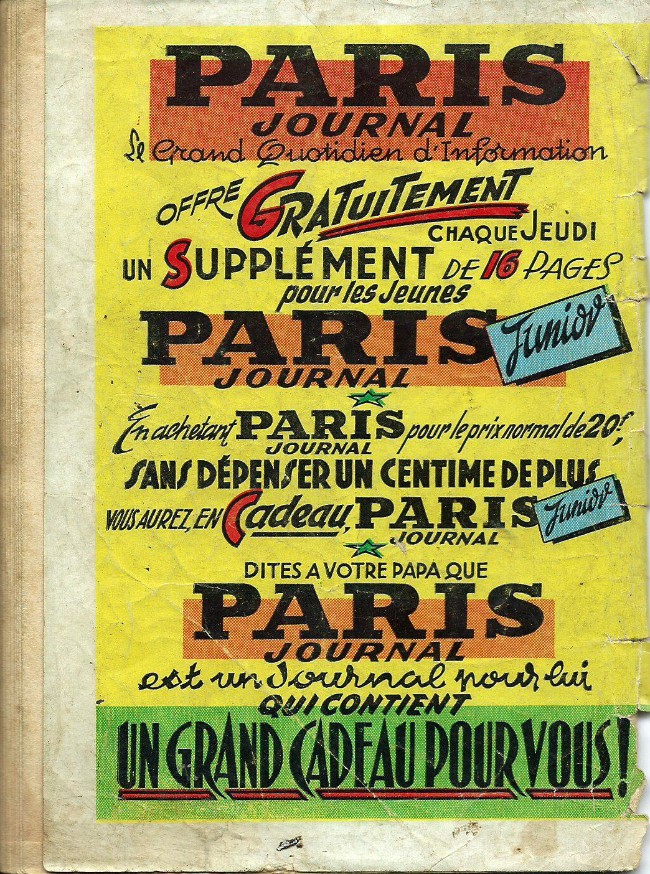 PARIS
JOURNAL
Le Grand Quotidien d'Information
OFFRE GRATUITEMENT
CHAQUE JEUDI
UN SUPPLÉMENT DE 16 PAGES
pour les Jeunes
PARIS Junior
JOURNAL
En achetant PARIS JOURNAL pour le prix normal de 20f,
SANS DÉPENSER UN CENTIME DE PLUS
VOUS AUREZ, EN Cadeau, PARIS JOURNAL Junior
DITES A VOTRE PAPA QUE
PARIS
JOURNAL
est un Journal pour lui
QUI CONTIENT
UN GRAND CADEAU POUR VOUS!